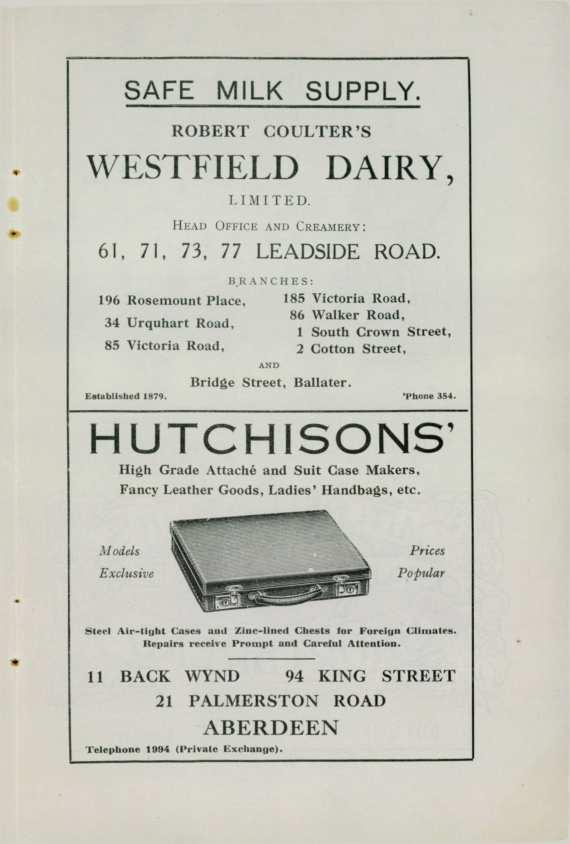 SAFE MILK SUPPLY.
ROBERT COULTER'S
WESTFIELD DAIRY,
LIMITED.
HEAD OFFICE AND CREAMERY:
61, 71, 73, 77 LEADSIDE ROAD.
BRANCHES:
196 Rosemount Place,
34 Urquhart Road,
85 Victoria Road,
185 Victoria Road,
86 Walker Road,
1 South Crown Street,
2 Cotton Street,
AND
Bridge Street, Ballater.
Established 1879. 'Phone 354.
HUTCHISONS'
High Grade Attaché and Suit Case Makers,
Fancy Leather Goods, Ladies' Handbags, etc.
Models
Exclusive
Prices
Popular
Steel Air-tight Cases and Zinc-lined Chests for Foreign Climates.
Repairs receive Prompt and Careful Attention.
11 BACK WYND 94 KING STREET
21 PALMERSTON ROAD
ABERDEEN
Telephone 1994 (Private Exchange).